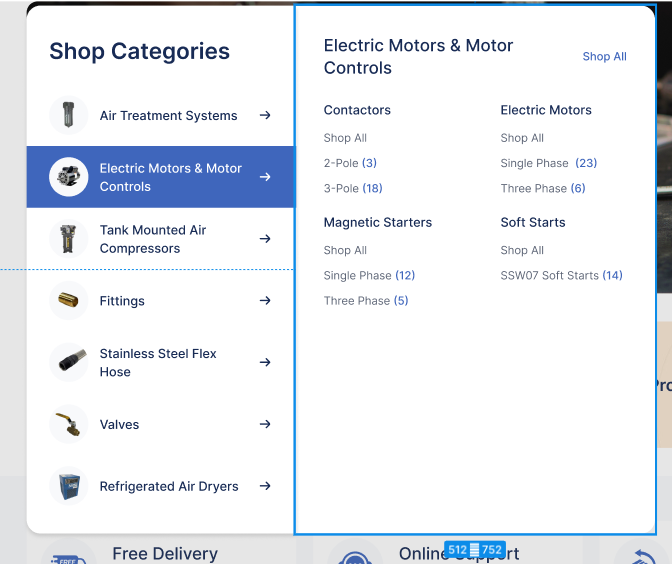 Shop Categories
Air Treatment Systems
Electric Motors & Motor
Controls
Tank Mounted Air
Compressors
Fittings
Stainless Steel Flex
Hose
Valves
Refrigerated Air Dryers
Electric Motors & Motor
Controls
Shop All
Contactors
Shop All
2-Pole (3)
3-Pole (18)
Electric Motors
Shop All
Single Phase (23)
Three Phase (6)
Magnetic Starters
Shop All
Single Phase (12)
Three Phase (5)
Soft Starts
Shop All
SSW07 Soft Starts (14)
Pro
FREE
Free Delivery
Online Support
512
752